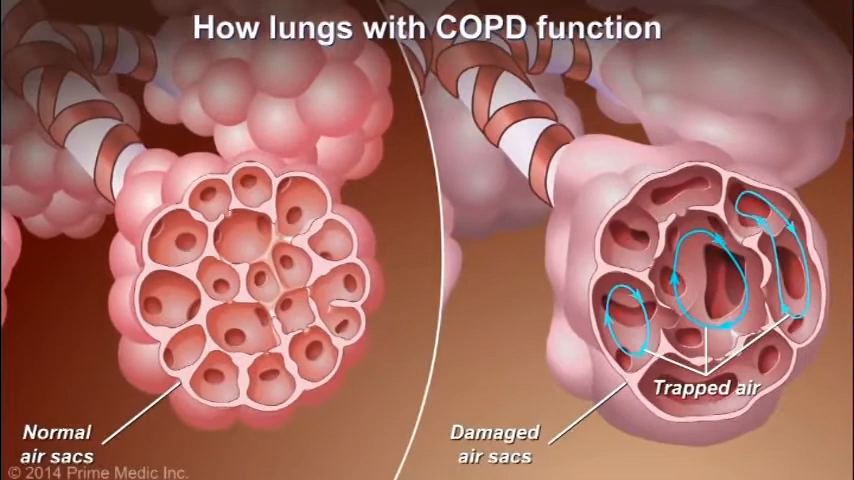 How lungs with COPD function
Trapped air
Normal
air sacs
Damaged
air sacs
© 2014 Prime Medic Inc.